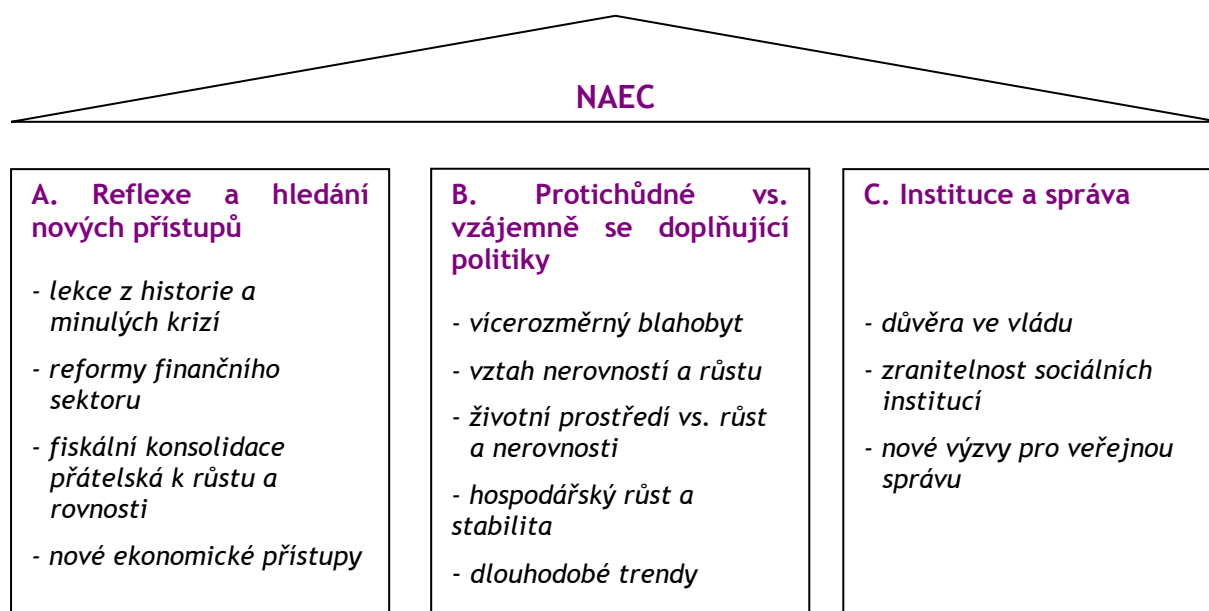 NAEC
A. Reflexe a hledání
nových přístupů
- lekce z historie a
minulých krizí
- reformy finančního
sektoru
- fiskální konsolidace
přátelská k růstu a
rovnosti
- nové ekonomické přístupy
B. Protichůdné vs.
vzájemně se doplňující
politiky
- vícerozměrný blahobyt
- vztah nerovností a růstu
- životní prostředí vs. růst
a nerovnosti
- hospodářský růst a
stabilita
- dlouhodobé trendy
C. Instituce a správa
- důvěra ve vládu
- zranitelnost sociálních
institucí
- nové výzvy pro veřejnou
správu